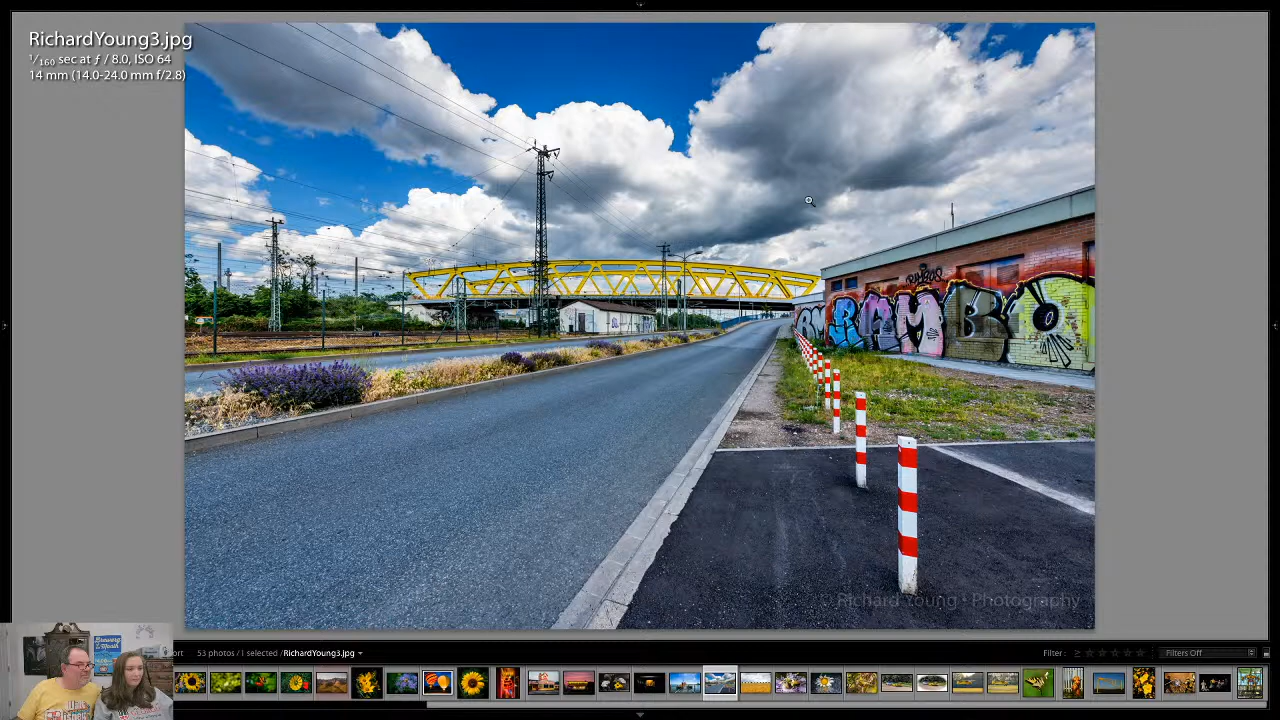 RichardYoung3.jpg
1/160 sec at ƒ / 8.0, ISO 64
14 mm (14.0-24.0 mm f/2.8)
© Richard Young • Photography
53 photos / 1 selected / RichardYoung3.jpg
Filter :
Filters Off